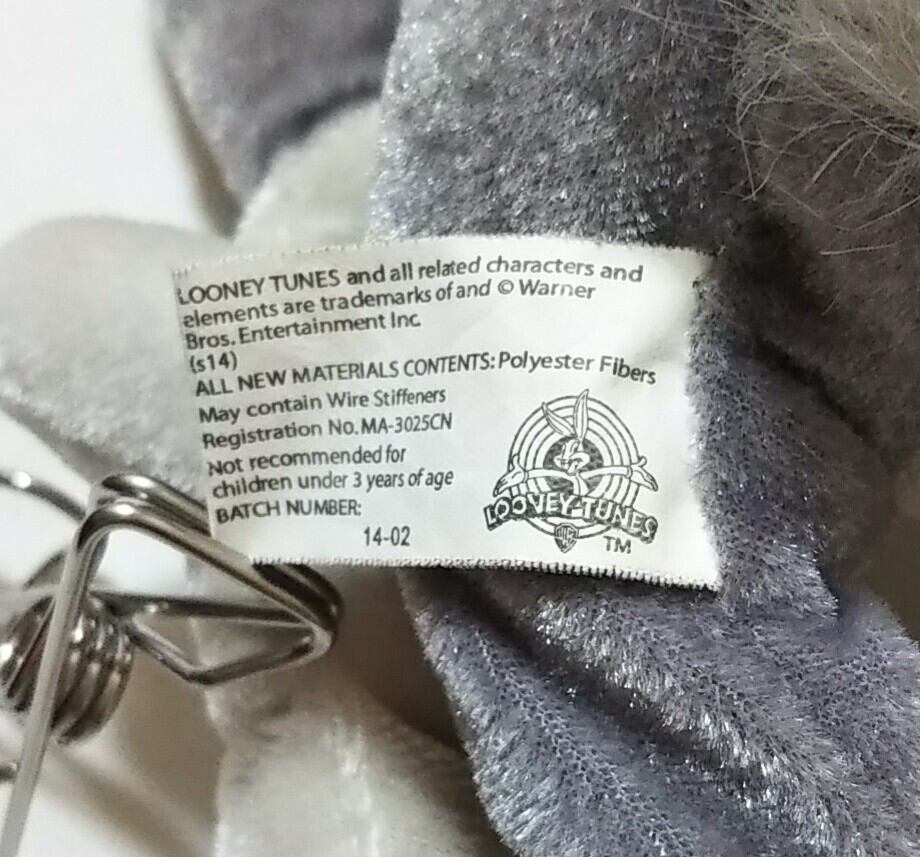 LOONEY TUNES and all related characters and
elements are trademarks of and © Warner
Bros. Entertainment Inc.
(s14)
ALL NEW MATERIALS CONTENTS: Polyester Fibers
May contain Wire Stiffeners
Registration No. MA-3025CN
Not recommended for
children under 3 years of age
BATCH NUMBER:
14-02
LOONEY TUNES
WB
TM